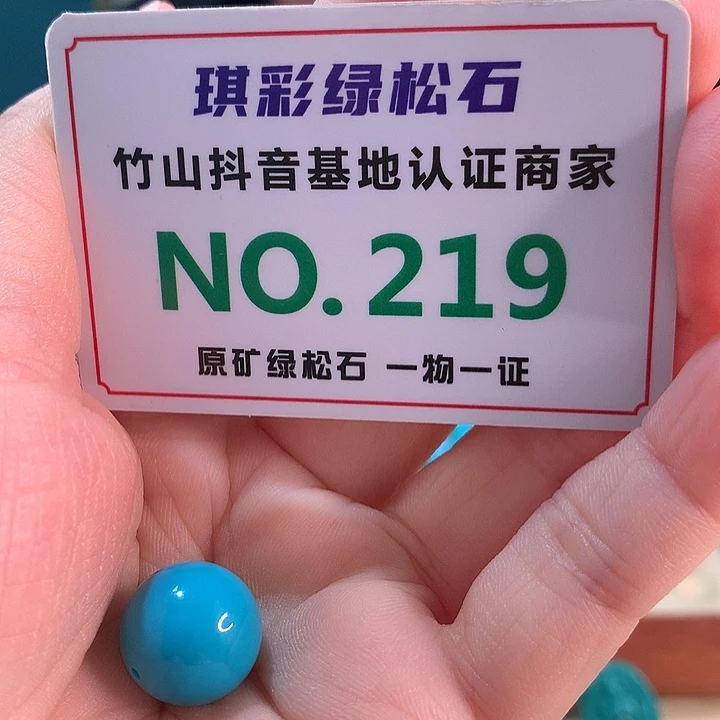 琪彩绿松石
竹山抖音基地认证商家
NO.219
原矿绿松石 一物一证